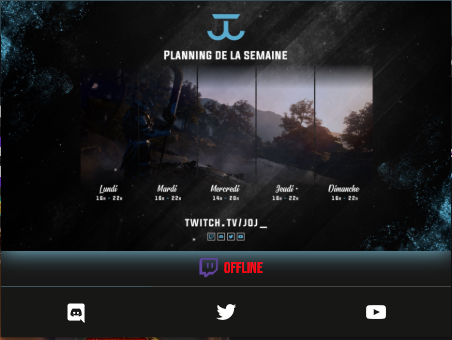 Planning de la semaine
Lundi Mardi Mercredi Jeudi Dimanche
16h - 22h 16h - 22h 14h - 20h 16h - 22h 16h - 22h
TWITCH.TV/JOJ_
OFFLINE